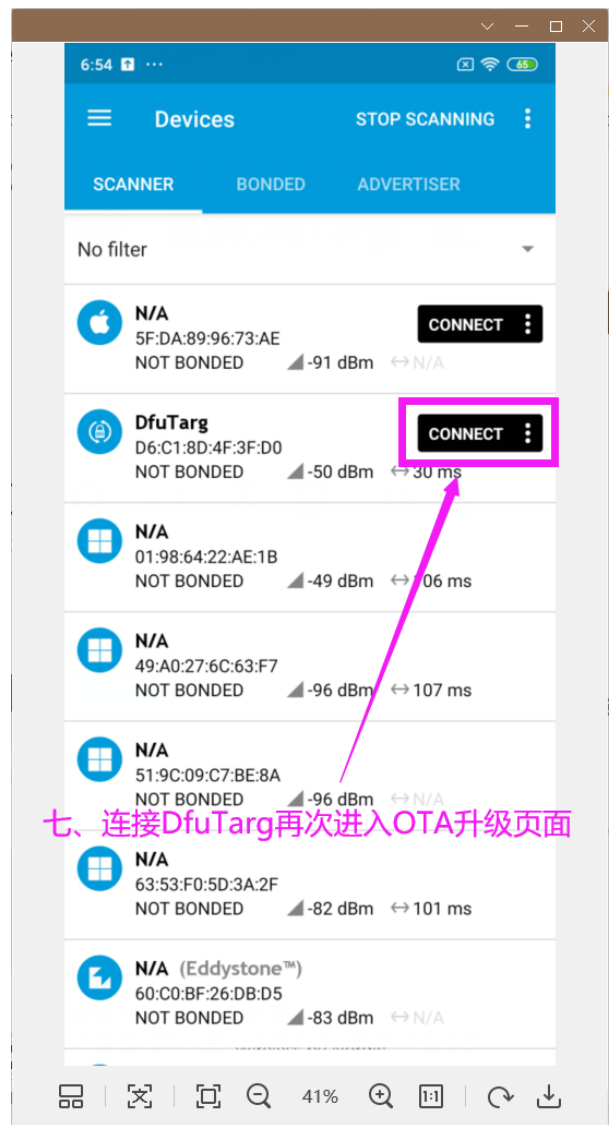 6:54 ... 65
Devices STOP SCANNING
SCANNER BONDED ADVERTISER
No filter
N/A
5F:DA:89:96:73:AE
CONNECT
NOT BONDED -91 dBm N/A
DfuTarg
D6:C1:8D:4F:3F:D0
CONNECT
NOT BONDED -50 dBm 30 ms
N/A
01:98:64:22:AE:1B
NOT BONDED -49 dBm 106 ms
N/A
49:A0:27:6C:63:F7
NOT BONDED -96 dBm 107 ms
N/A
51:9C:09:C7:BE:8A
NOT BONDED -96 dBm N/A
七、连接DfuTarg再次进入OTA升级页面
N/A
63:53:F0:5D:3A:2F
NOT BONDED -82 dBm 101 ms
N/A (Eddystone™)
60:C0:BF:26:DB:D5
NOT BONDED -83 dBm N/A
41% 1:1